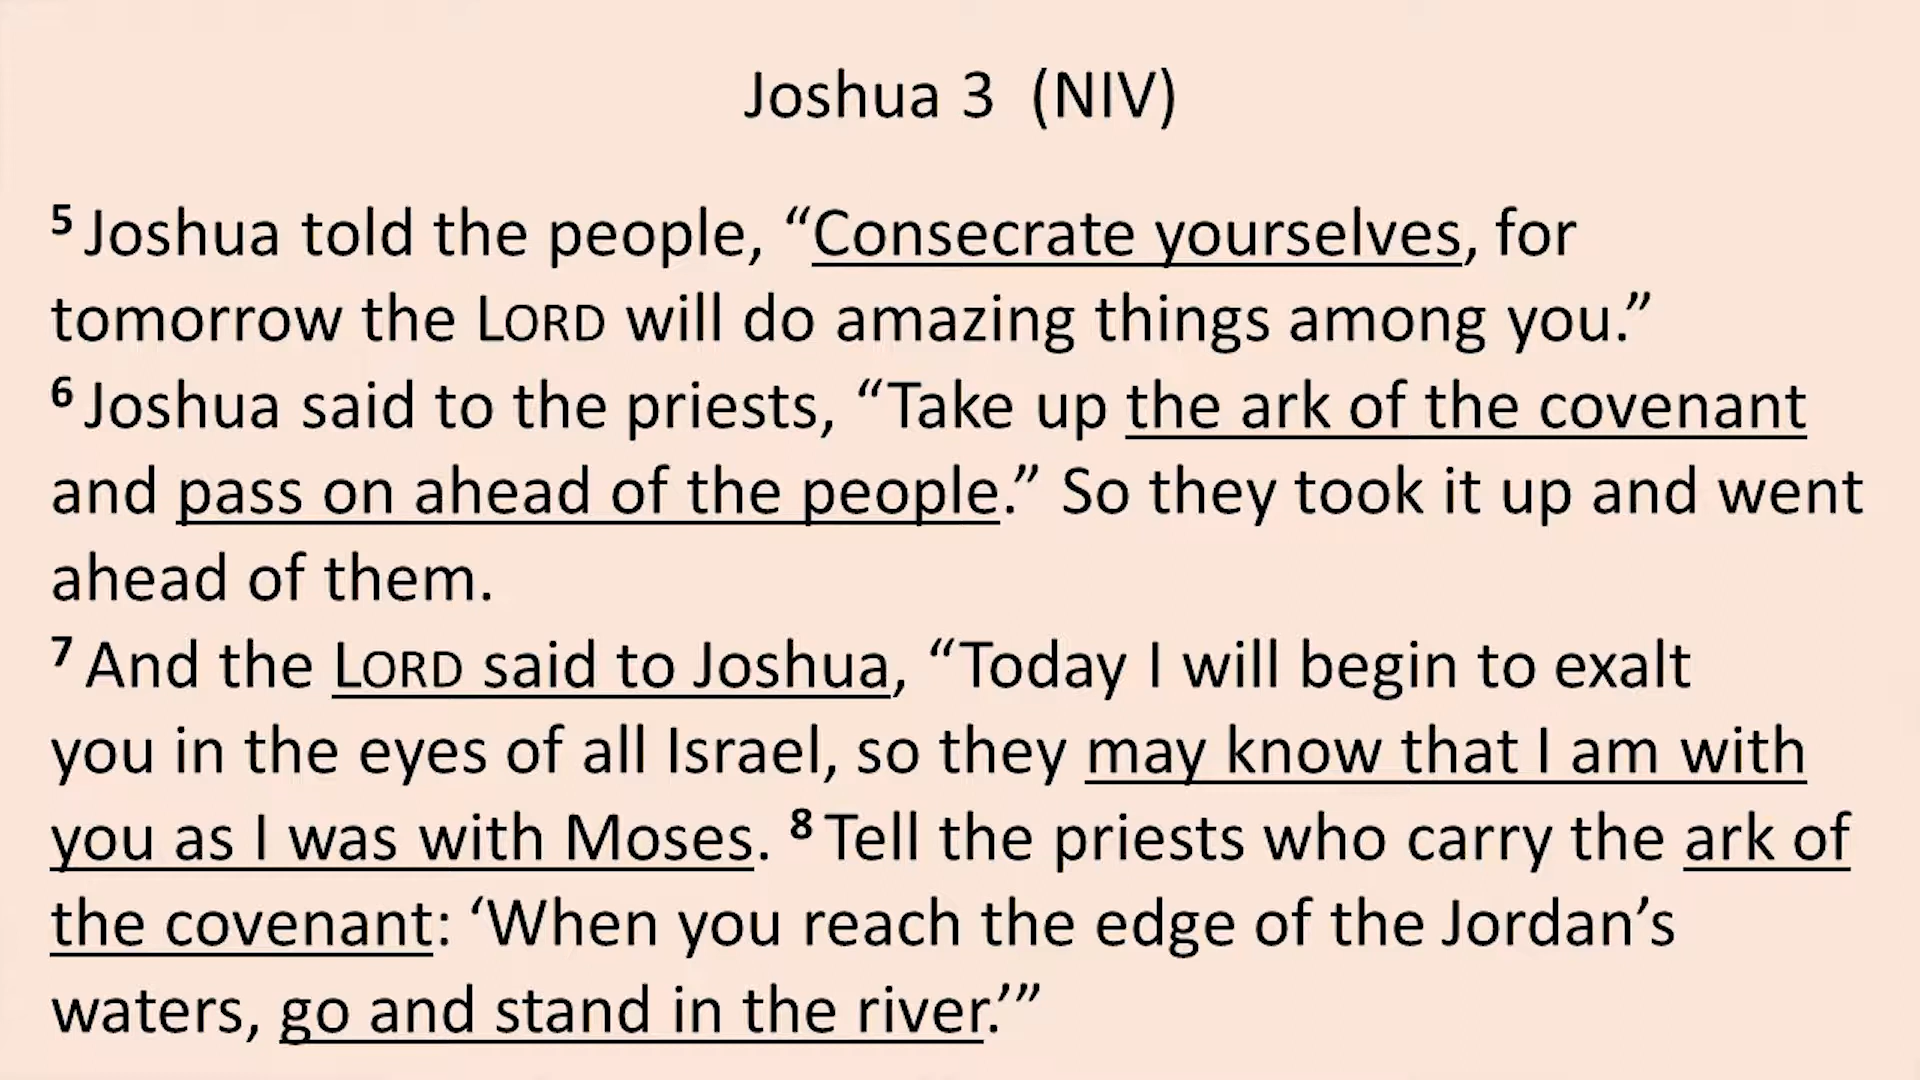 Joshua 3 (NIV)
5 Joshua told the people, “Consecrate yourselves, for
tomorrow the LORD will do amazing things among you.”
6 Joshua said to the priests, “Take up the ark of the covenant
and pass on ahead of the people.” So they took it up and went
ahead of them.
7 And the LORD said to Joshua, “Today I will begin to exalt
you in the eyes of all Israel, so they may know that I am with
you as I was with Moses. 8 Tell the priests who carry the ark of
the covenant: ‘When you reach the edge of the Jordan’s
waters, go and stand in the river.’”